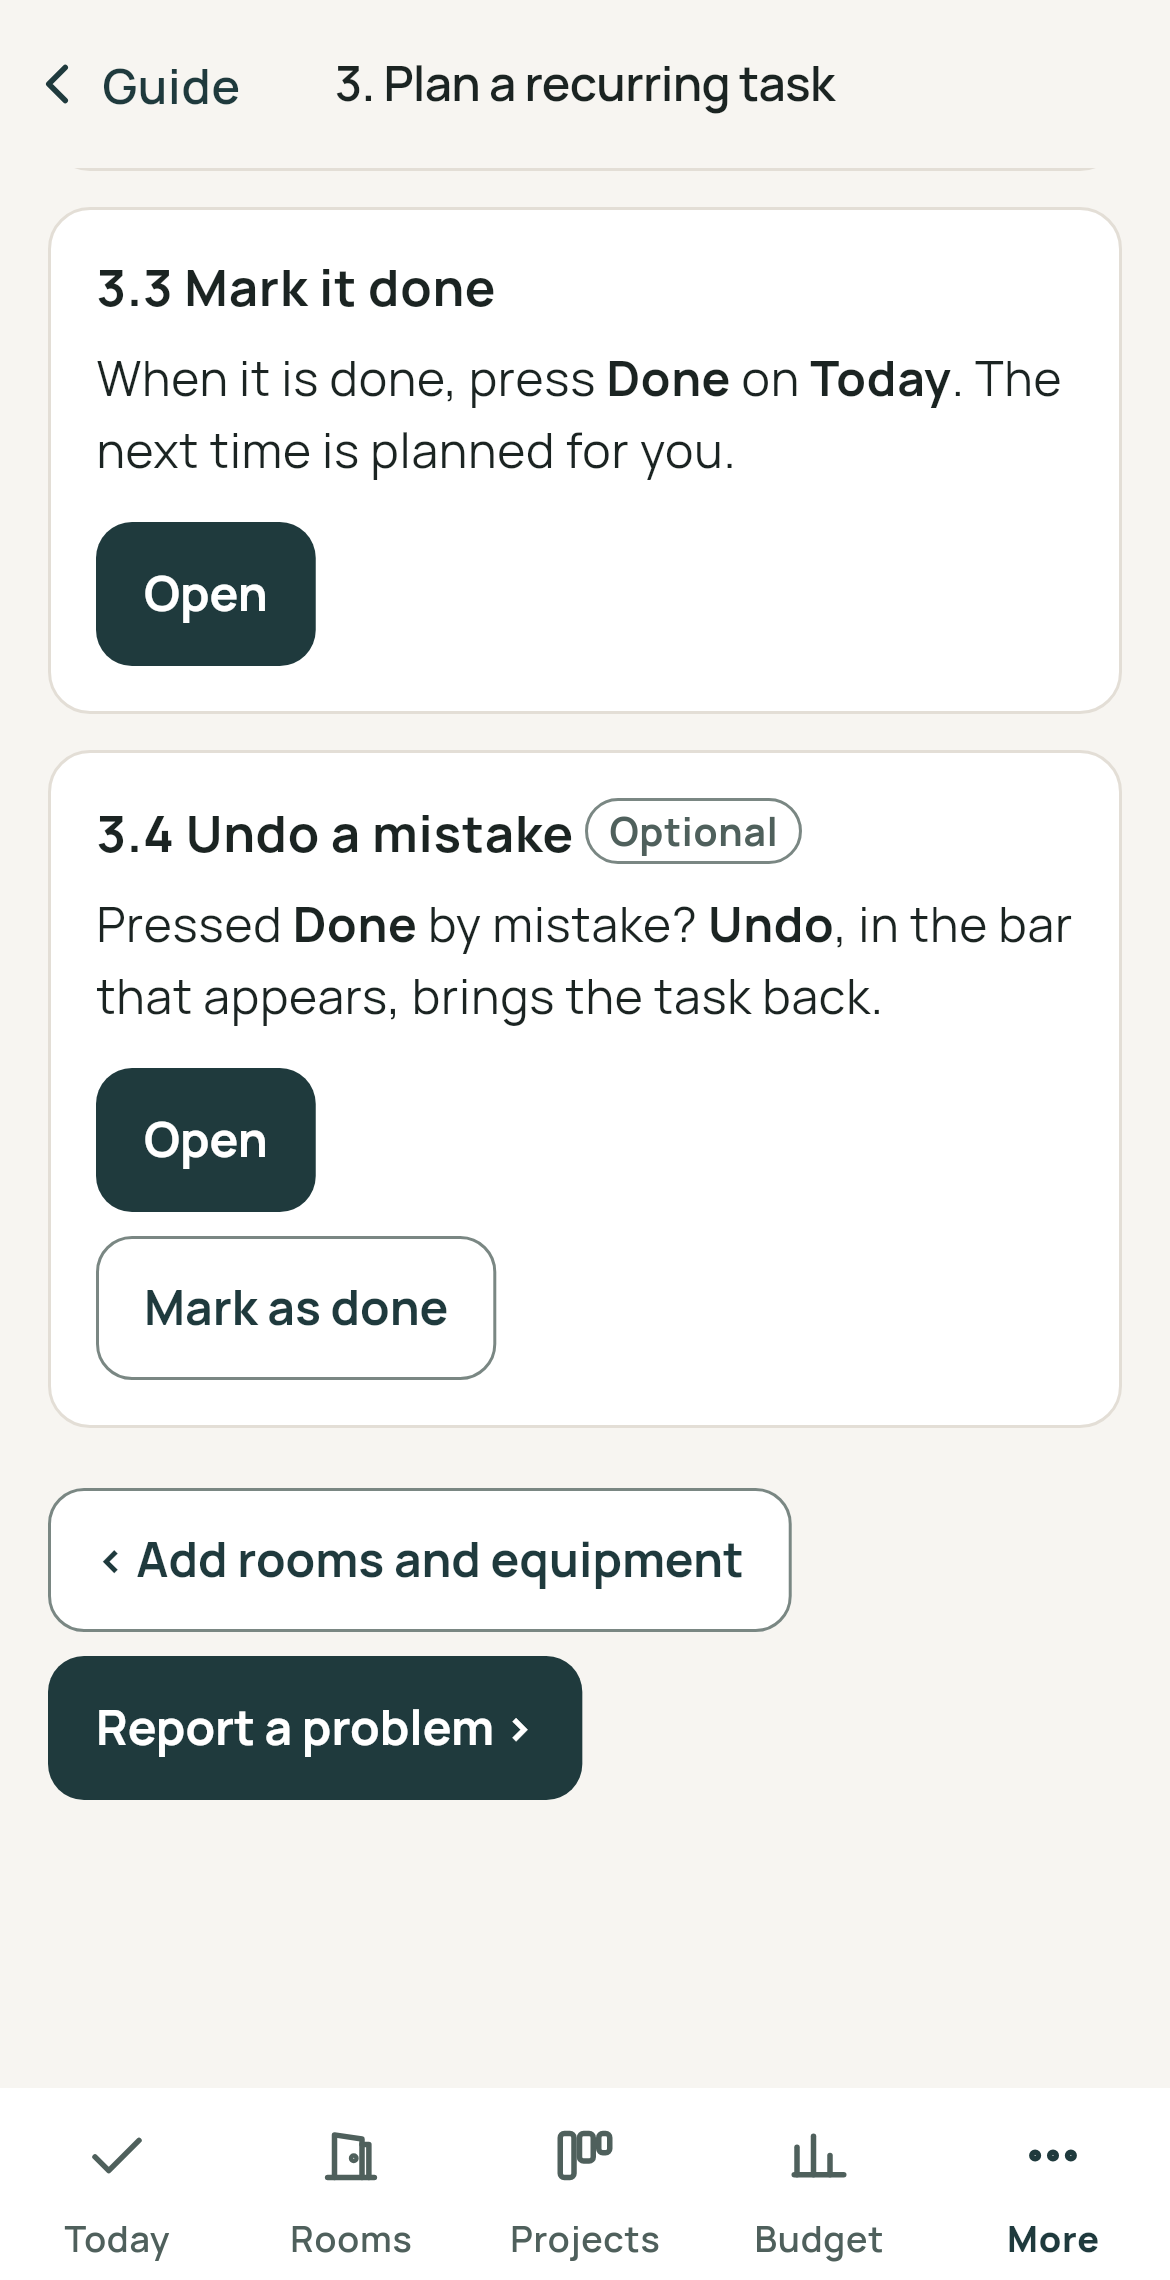 Guide
3. Plan a recurring task
3.3 Mark it done
When it is done, press Done on Today. The
next time is planned for you.
Open
3.4 Undo a mistake Optional
Pressed Done by mistake? Undo, in the bar
that appears, brings the task back.
Open
Mark as done
‹ Add rooms and equipment
Report a problem ›
Today Rooms Projects Budget More